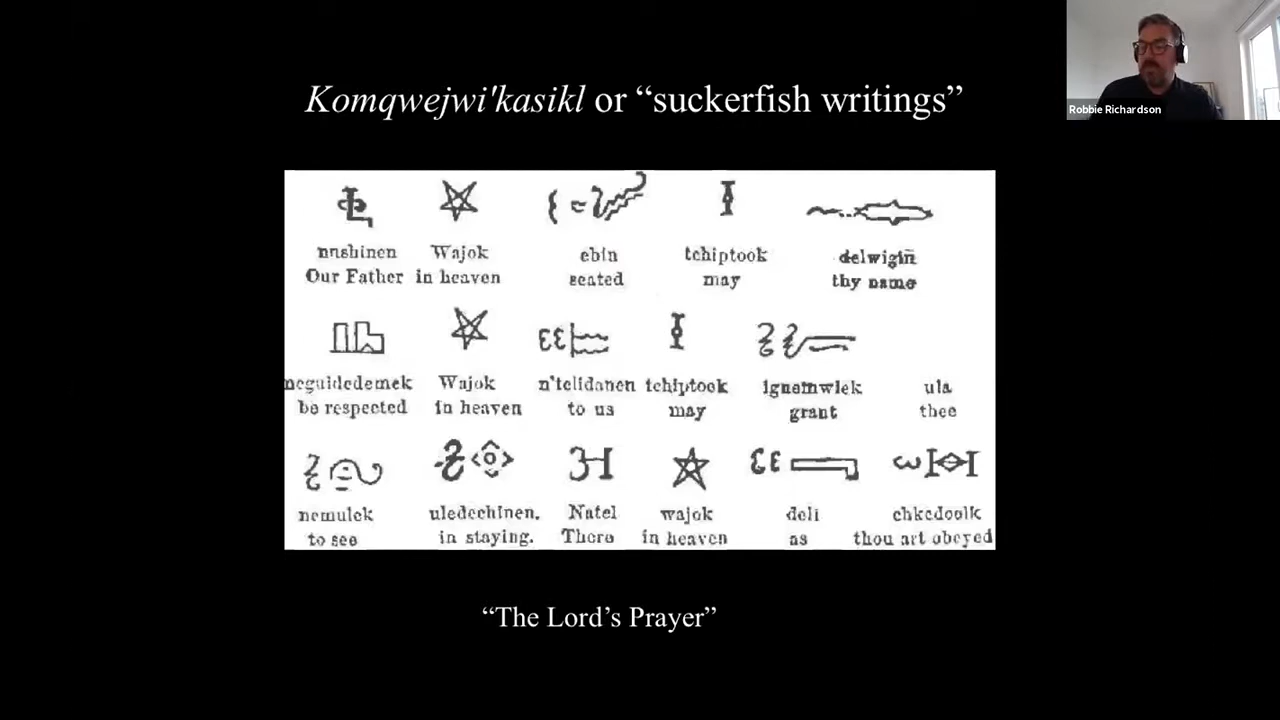 Komqwejwi'kasikl or “suckerfish writings”
Robbie Richardson
nnshinen Wajok ebin tchiptook delwigin̄
Our Father in heaven seated may thy name
meguidedemek Wajok n'telidanen tchiptook ignemwiek ula
be respected in heaven to us may grant thee
nemulek uledechinen. Natel wajok deli chkedoolk
to see in staying. There in heaven as thou art obeyed
“The Lord’s Prayer”